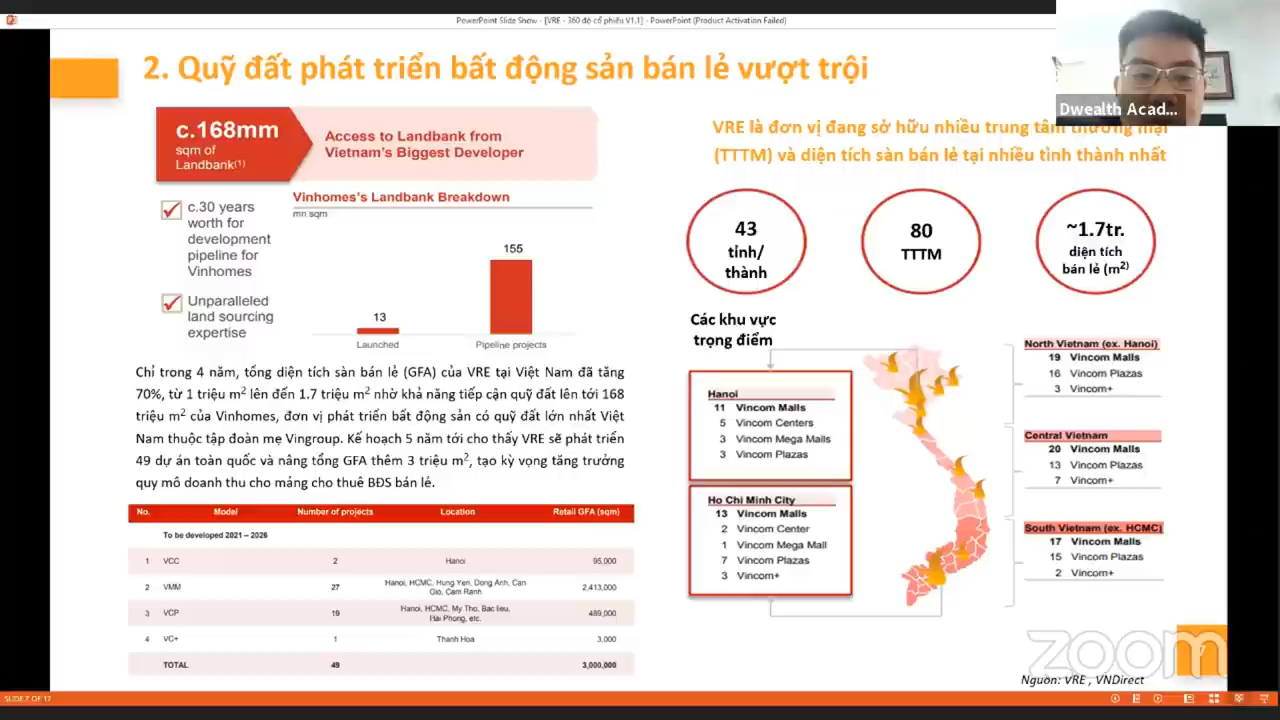 PowerPoint Slide Show - [VRE - 360 độ cổ phiếu V1.1] - PowerPoint (Product Activation Failed)
Dwealth Acad...
2. Quỹ đất phát triển bất động sản bán lẻ vượt trội
c.168mm
sqm of
Landbank(1)
Access to Landbank from
Vietnam's Biggest Developer
c.30 years
worth for
development
pipeline for
Vinhomes
Unparalleled
land sourcing
expertise
Vinhomes's Landbank Breakdown
mn sqm
13
155
Launched
Pipeline projects
Chỉ trong 4 năm, tổng diện tích sàn bán lẻ (GFA) của VRE tại Việt Nam đã tăng
70%, từ 1 triệu m2 lên đến 1.7 triệu m2 nhờ khả năng tiếp cận quỹ đất lên tới 168
triệu m2 của Vinhomes, đơn vị phát triển bất động sản có quỹ đất lớn nhất Việt
Nam thuộc tập đoàn mẹ Vingroup. Kế hoạch 5 năm tới cho thấy VRE sẽ phát triển
49 dự án toàn quốc và nâng tổng GFA thêm 3 triệu m2, tạo kỳ vọng tăng trưởng
quy mô doanh thu cho mảng cho thuê BĐS bán lẻ.
No. Model Number of projects Location Retail GFA (sqm)
To be developed 2021 – 2026
1 VCC 2 Hanoi 95,000
2 VMM 27 Hanoi, HCMC, Hung Yen, Dong Anh, Can
Gio, Cam Ranh 2,413,000
3 VCP 19 Hanoi, HCMC, My Tho, Bac lieu,
Hai Phong, etc. 489,000
4 VC+ 1 Thanh Hoa 3,000
TOTAL 49 3,000,000
VRE là đơn vị đang sở hữu nhiều trung tâm thương mại
(TTTM) và diện tích sàn bán lẻ tại nhiều tỉnh thành nhất
43
tỉnh/
thành
80
TTTM
~1.7tr.
diện tích
bán lẻ (m2)
Các khu vực
trọng điểm
Hanoi
11 Vincom Malls
5 Vincom Centers
3 Vincom Mega Malls
3 Vincom Plazas
Ho Chi Minh City
13 Vincom Malls
2 Vincom Center
1 Vincom Mega Mall
7 Vincom Plazas
3 Vincom+
North Vietnam (ex. Hanoi)
19 Vincom Malls
16 Vincom Plazas
3 Vincom+
Central Vietnam
20 Vincom Malls
13 Vincom Plazas
7 Vincom+
South Vietnam (ex. HCMC)
17 Vincom Malls
15 Vincom Plazas
2 Vincom+
zoom
7
Nguồn: VRE , VNDirect
SLIDE 7 OF 17